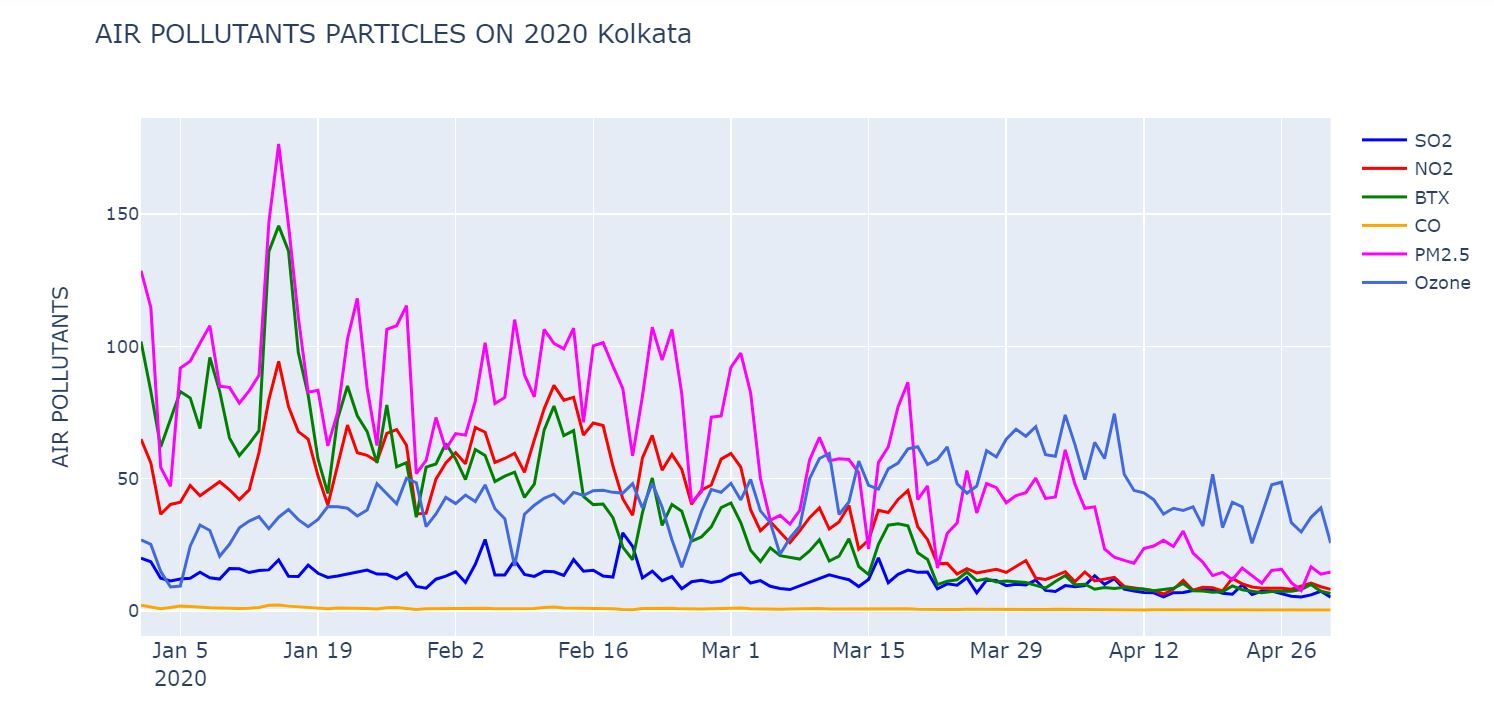 AIR POLLUTANTS PARTICLES ON 2020 Kolkata
SO2
NO2
BTX
CO
PM2.5
Ozone
AIR POLLUTANTS
150
100
50
0
Jan 5 Jan 19 Feb 2 Feb 16 Mar 1 Mar 15 Mar 29 Apr 12 Apr 26
2020